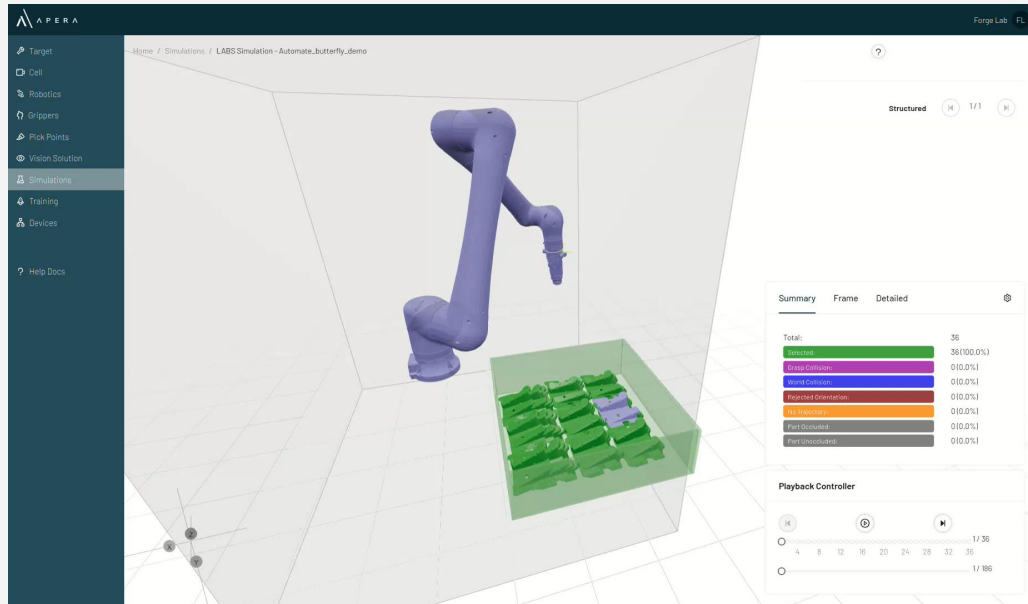 APERA
Forge Lab FL
Target
Cell
Robotics
Grippers
Pick Points
Vision Solution
Simulations
Training
Devices
? Help Docs
Home / Simulations / LABS Simulation - Automate_butterfly_demo
?
Structured 1/1
Summary Frame Detailed
Total: 36
Selected: 36(100.0%)
Grasp Collision: 0(0.0%)
World Collision: 0(0.0%)
Rejected Orientation: 0(0.0%)
No Trajectory: 0(0.0%)
Part Occluded: 0(0.0%)
Part Unoccluded: 0(0.0%)
Playback Controller
1/ 36
4 8 12 16 20 24 28 32 36
1/ 186
Z
X
Y